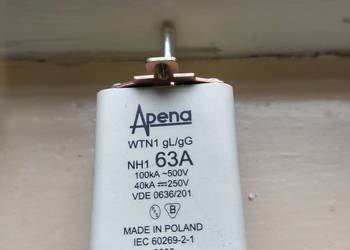 Apena
WTN1 gL/gG
NH1 63A
100kA ~500V
40kA ⎓250V
VDE 0636/201
B
MADE IN POLAND
IEC 60269-2-1